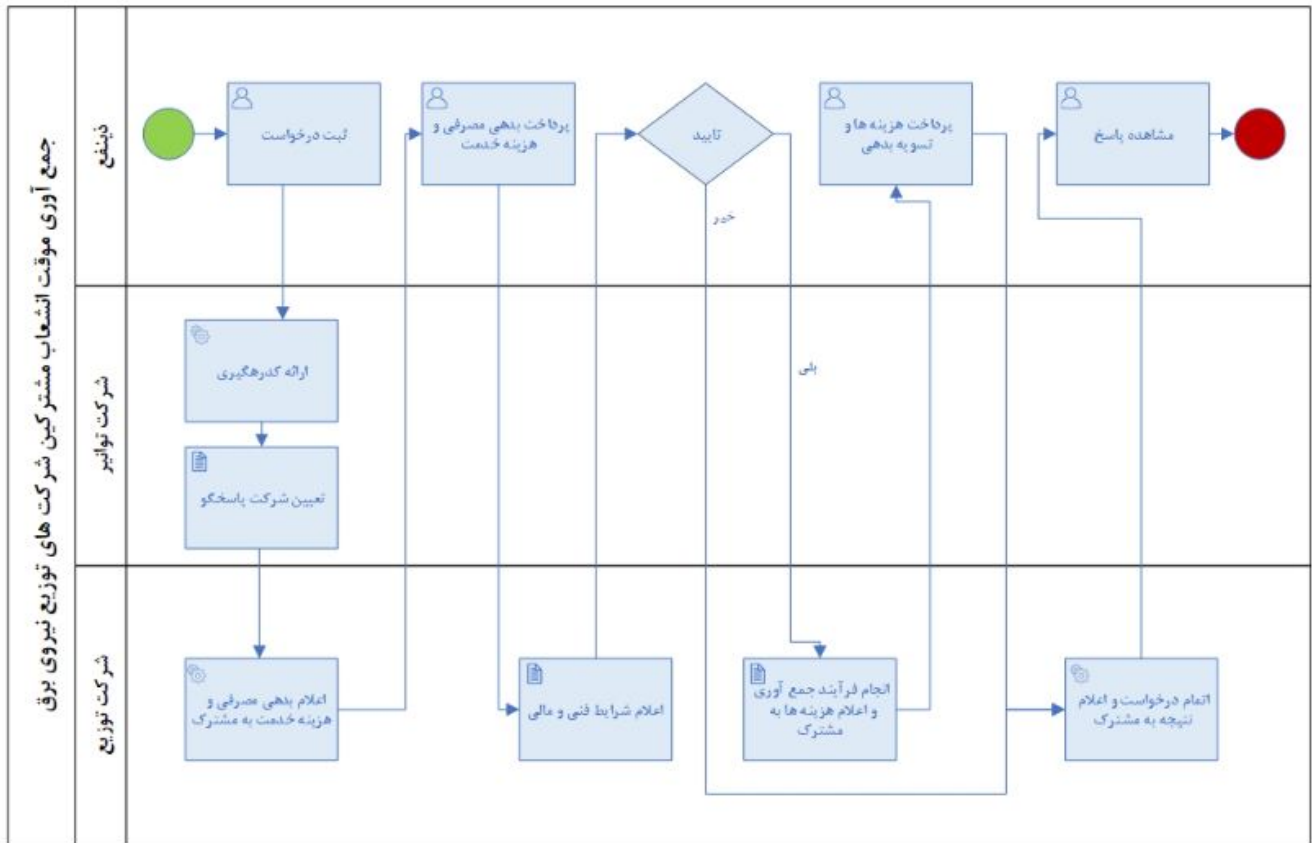 جمع آوری موقت انشعاب مشترکین شرکت های توزیع نیروی برق
ذینفع
ثبت درخواست
پرداخت بدهی مصرفی و
هزینه خدمت
تایید
پرداخت هزینه ها و
تسویه بدهی
مشاهده پاسخ
خیر
شرکت توانیر
ارائه کدرهگیری
بلی
تعیین شرکت پاسخگو
شرکت توزیع
اعلام بدهی مصرفی و
هزینه خدمت به مشترک
اعلام شرایط فنی و مالی
انجام فرآیند جمع آوری
و اعلام هزینه ها به
مشترک
اتمام درخواست و اعلام
نتیجه به مشترک